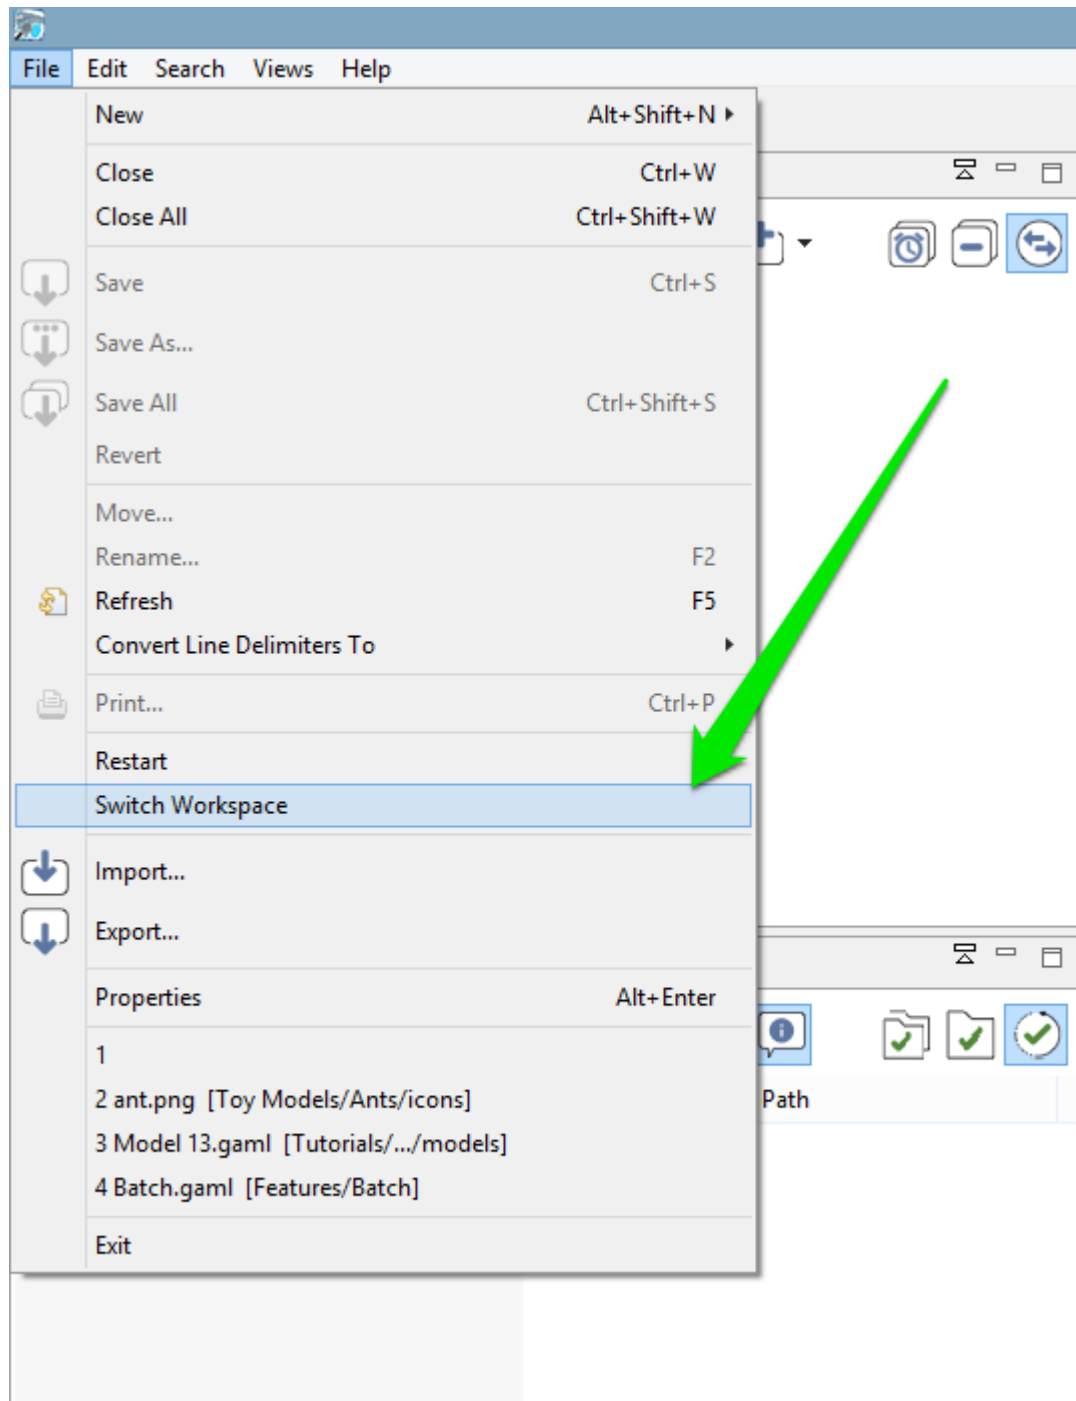 File Edit Search Views Help
New Alt+Shift+N
Close Ctrl+W
Close All Ctrl+Shift+W
Save Ctrl+S
Save As...
Save All Ctrl+Shift+S
Revert
Move...
Rename... F2
Refresh F5
Convert Line Delimiters To
Print... Ctrl+P
Restart
Switch Workspace
Import...
Export...
Properties Alt+Enter
1
2 ant.png [Toy Models/Ants/icons]
Path
3 Model 13.gaml [Tutorials/.../models]
4 Batch.gaml [Features/Batch]
Exit